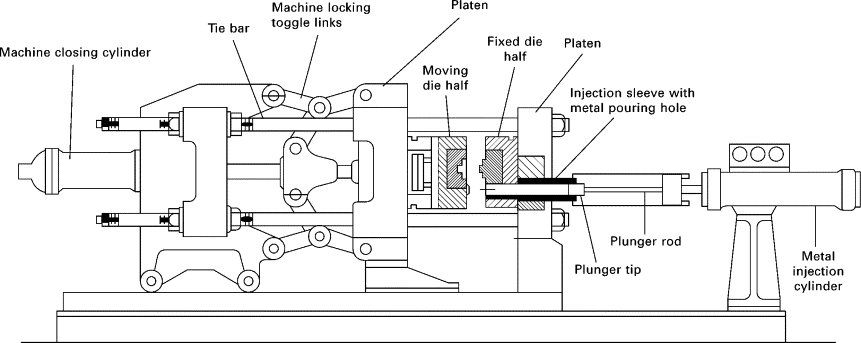 Machine locking
toggle links
Platen
Tie bar
Fixed die
half
Platen
Machine closing cylinder
Moving
die half
Injection sleeve with
metal pouring hole
Plunger rod
Plunger tip
Metal
injection
cylinder